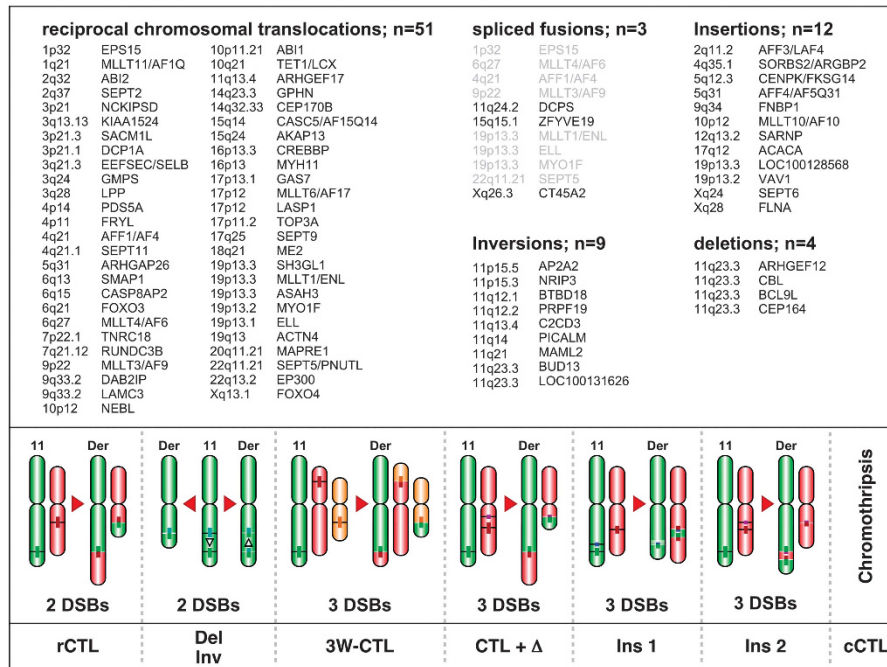 reciprocal chromosomal translocations; n=51
1p32 EPS15
1q21 MLLT11/AF1Q
2q32 ABI2
2q37 SEPT2
3p21 NCKIPSD
3q13.13 KIAA1524
3p21.3 SACM1L
3p21.1 DCP1A
3q21.3 EEFSEC/SELB
3q24 GMPS
3q28 LPP
4p14 PDS5A
4p11 FRYL
4q21 AFF1/AF4
4q21.1 SEPT11
5q31 ARHGAP26
6q13 SMAP1
6q15 CASP8AP2
6q21 FOXO3
6q27 MLLT4/AF6
7p22.1 TNRC18
7q21.12 RUNDC3B
9p22 MLLT3/AF9
9q33.2 DAB2IP
9q33.2 LAMC3
10p12 NEBL
10p11.21 ABI1
10q21 TET1/LCX
11q13.4 ARHGEF17
14q23.3 GPHN
14q32.33 CEP170B
15q14 CASC5/AF15Q14
15q24 AKAP13
16p13.3 CREBBP
16p13 MYH11
17p13.1 GAS7
17p12 MLLT6/AF17
17p12 LASP1
17p11.2 TOP3A
17q25 SEPT9
18q21 ME2
19p13.3 SH3GL1
19p13.3 MLLT1/ENL
19p13.3 ASAH3
19p13.2 MYO1F
19p13.1 ELL
19q13 ACTN4
20q11.21 MAPRE1
22q11.21 SEPT5/PNUTL
22q13.2 EP300
Xq13.1 FOXO4
spliced fusions; n=3
1p32 EPS15
6q27 MLLT4/AF6
4q21 AFF1/AF4
9p22 MLLT3/AF9
11q24.2 DCPS
15q15.1 ZFYVE19
19p13.3 MLLT1/ENL
19p13.3 ELL
19p13.3 MYO1F
22q11.21 SEPT5
Xq26.3 CT45A2
Inversions; n=9
11p15.5 AP2A2
11p15.3 NRIP3
11q12.1 BTBD18
11q12.2 PRPF19
11q13.4 C2CD3
11q14 PICALM
11q21 MAML2
11q23.3 BUD13
11q23.3 LOC100131626
Insertions; n=12
2q11.2 AFF3/LAF4
4q35.1 SORBS2/ARGBP2
5q12.3 CENPK/FKSG14
5q31 AFF4/AF5Q31
9q34 FNBP1
10p12 MLLT10/AF10
12q13.2 SARNP
17q12 ACACA
19p13.3 LOC100128568
19p13.2 VAV1
Xq24 SEPT6
Xq28 FLNA
deletions; n=4
11q23.3 ARHGEF12
11q23.3 CBL
11q23.3 BCL9L
11q23.3 CEP164
11 Der
2 DSBs
rCTL
Der 11 Der
2 DSBs
Del
Inv
11 Der
3 DSBs
3W-CTL
11 Der
3 DSBs
CTL + Δ
11 Der
3 DSBs
Ins 1
11 Der
3 DSBs
Ins 2
Chromothripsis
cCTL